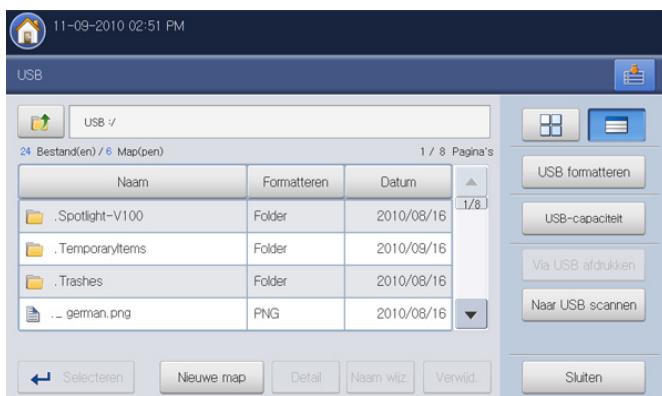 11-09-2010 02:51 PM
USB
USB :/
24 Bestand(en) / 6 Map(pen) 1 / 8 Pagina's
Naam Formatteren Datum
1/8
.Spotlight-V100 Folder 2010/08/16
.TemporaryItems Folder 2010/09/16
.Trashes Folder 2010/08/16
._ german.png PNG 2010/08/16
Selecteren Nieuwe map Detail Naam wijz. Verwijd.
USB formatteren
USB-capaciteit
Via USB afdrukken
Naar USB scannen
Sluiten